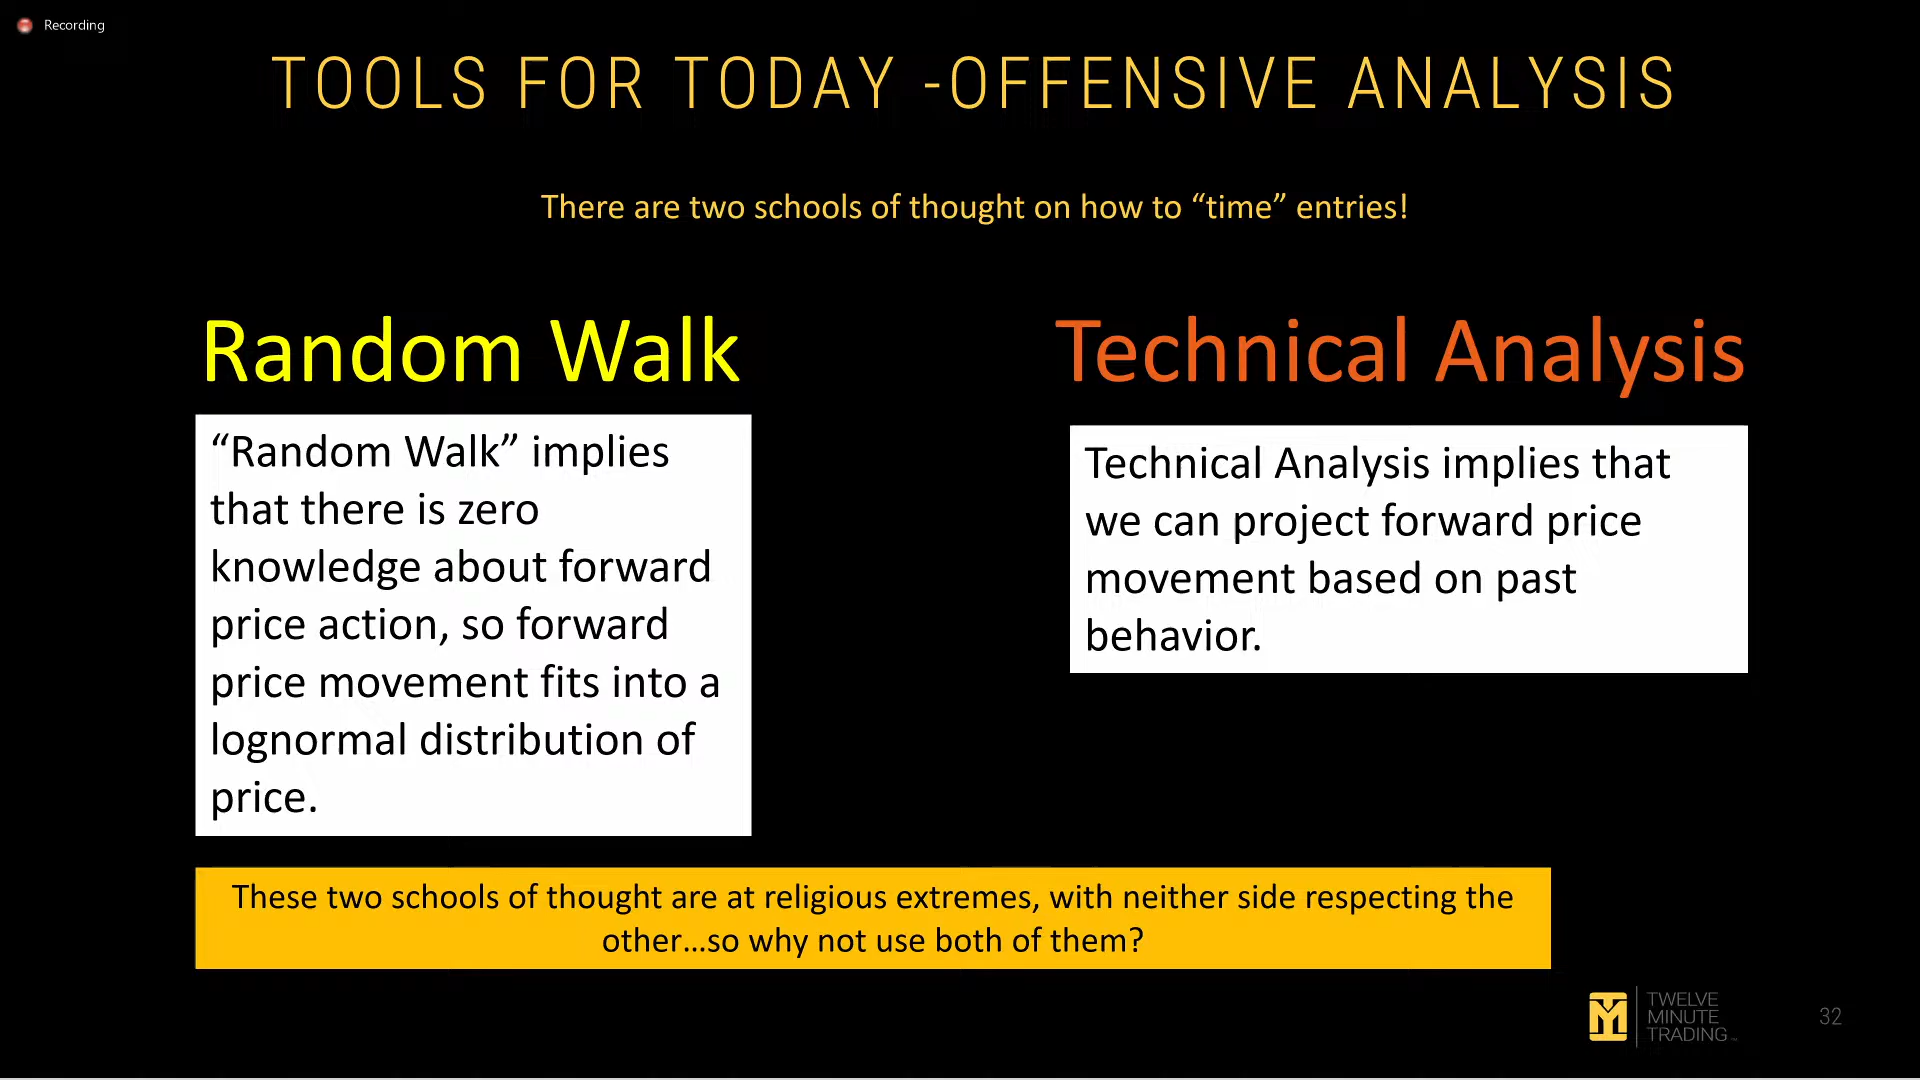 Recording
TOOLS FOR TODAY -OFFENSIVE ANALYSIS
There are two schools of thought on how to “time” entries!
Random Walk
“Random Walk” implies
that there is zero
knowledge about forward
price action, so forward
price movement fits into a
lognormal distribution of
price.
Technical Analysis
Technical Analysis implies that
we can project forward price
movement based on past
behavior.
These two schools of thought are at religious extremes, with neither side respecting the
other…so why not use both of them?
TWELVE
MINUTE
TRADING
32